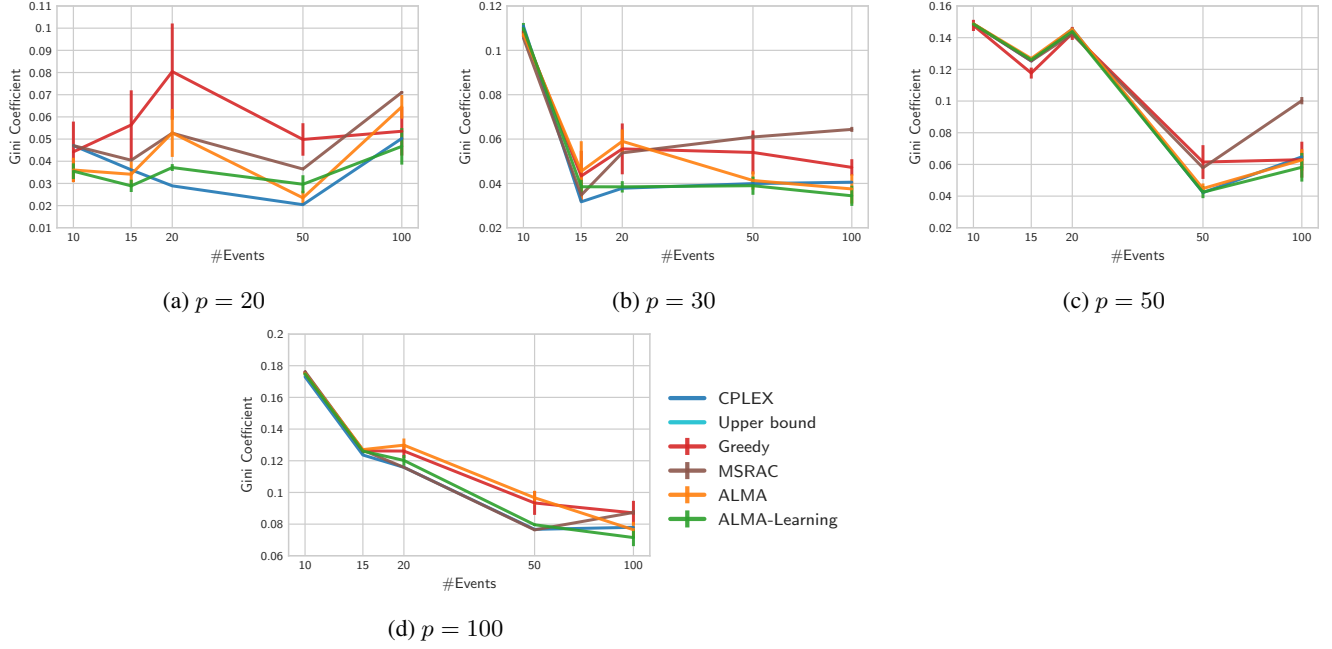 0.11
0.1
0.09
0.08
0.07
0.06
0.05
0.04
0.03
0.02
0.01
Gini Coefficient
10 15 20 50 100
#Events
(a) p = 20
0.12
0.1
0.08
0.06
0.04
0.02
Gini Coefficient
10 15 20 50 100
#Events
(b) p = 30
0.16
0.14
0.12
0.1
0.08
0.06
0.04
0.02
Gini Coefficient
10 15 20 50 100
#Events
(c) p = 50
0.2
0.18
0.16
0.14
0.12
0.1
0.08
0.06
Gini Coefficient
10 15 20 50 100
#Events
CPLEX
Upper bound
Greedy
MSRAC
ALMA
ALMA-Learning
(d) p = 100